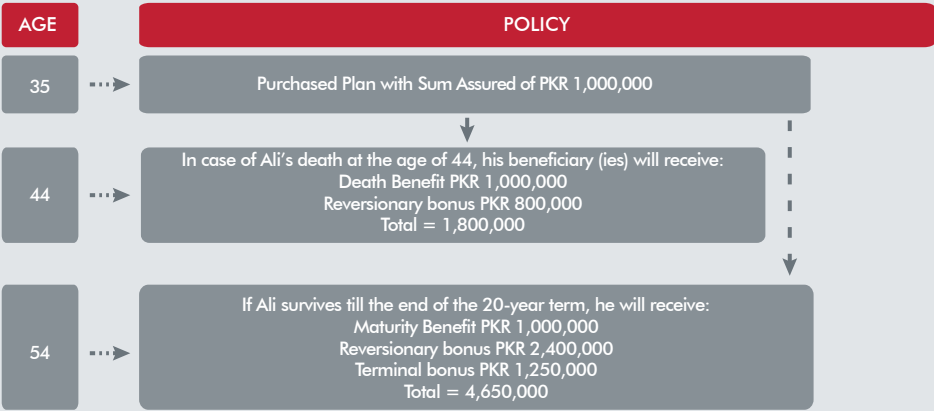 AGE
POLICY
35
Purchased Plan with Sum Assured of PKR 1,000,000
44
In case of Ali's death at the age of 44, his beneficiary (ies) will receive:
Death Benefit PKR 1,000,000
Reversionary bonus PKR 800,000
Total = 1,800,000
54
If Ali survives till the end of the 20-year term, he will receive:
Maturity Benefit PKR 1,000,000
Reversionary bonus PKR 2,400,000
Terminal bonus PKR 1,250,000
Total = 4,650,000